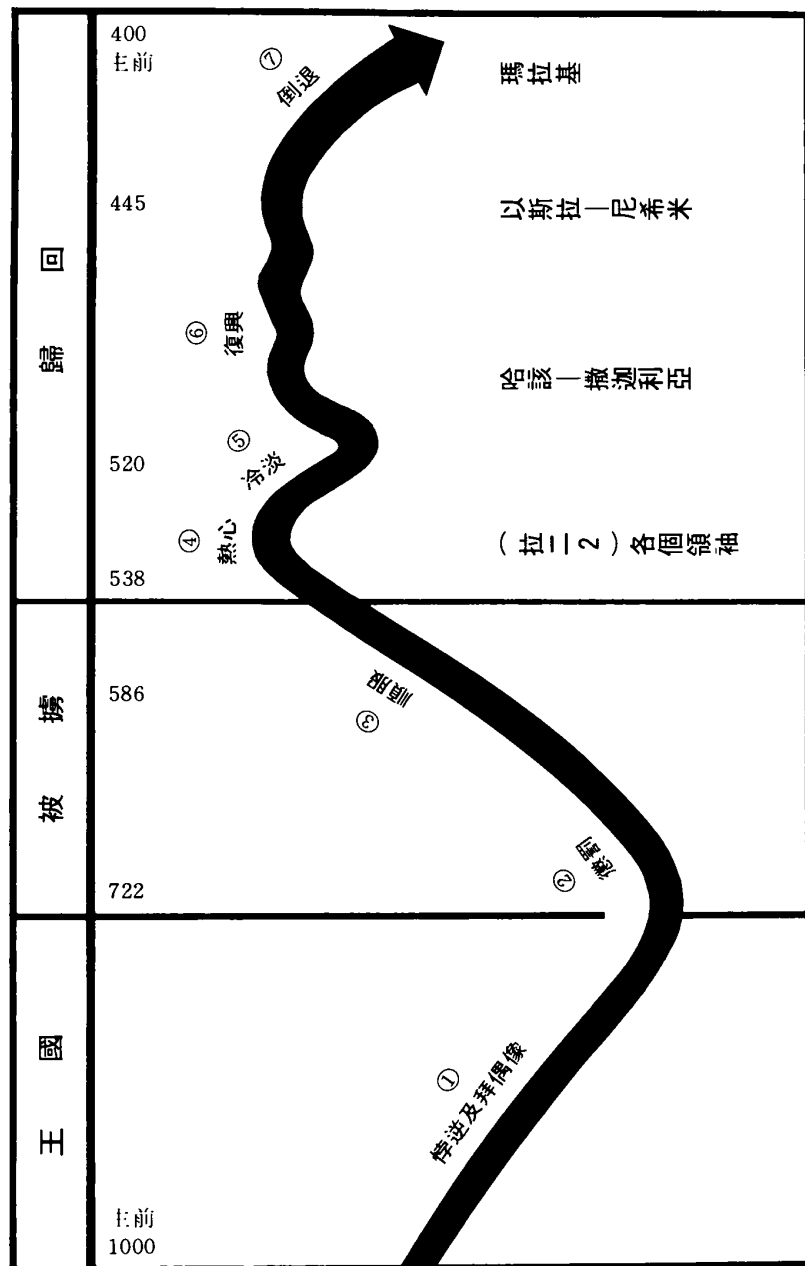 400
主前
⑦
倒退
瑪拉基
445
以斯拉—尼希米
歸回
⑥
復興
哈該—撒迦利亞
⑤
冷淡
520
④
熱心
(拉二2)各個領袖
538
586
③
順服
被擄
②
懲罰
722
①
悖逆及拜偶像
王國
主前
1000